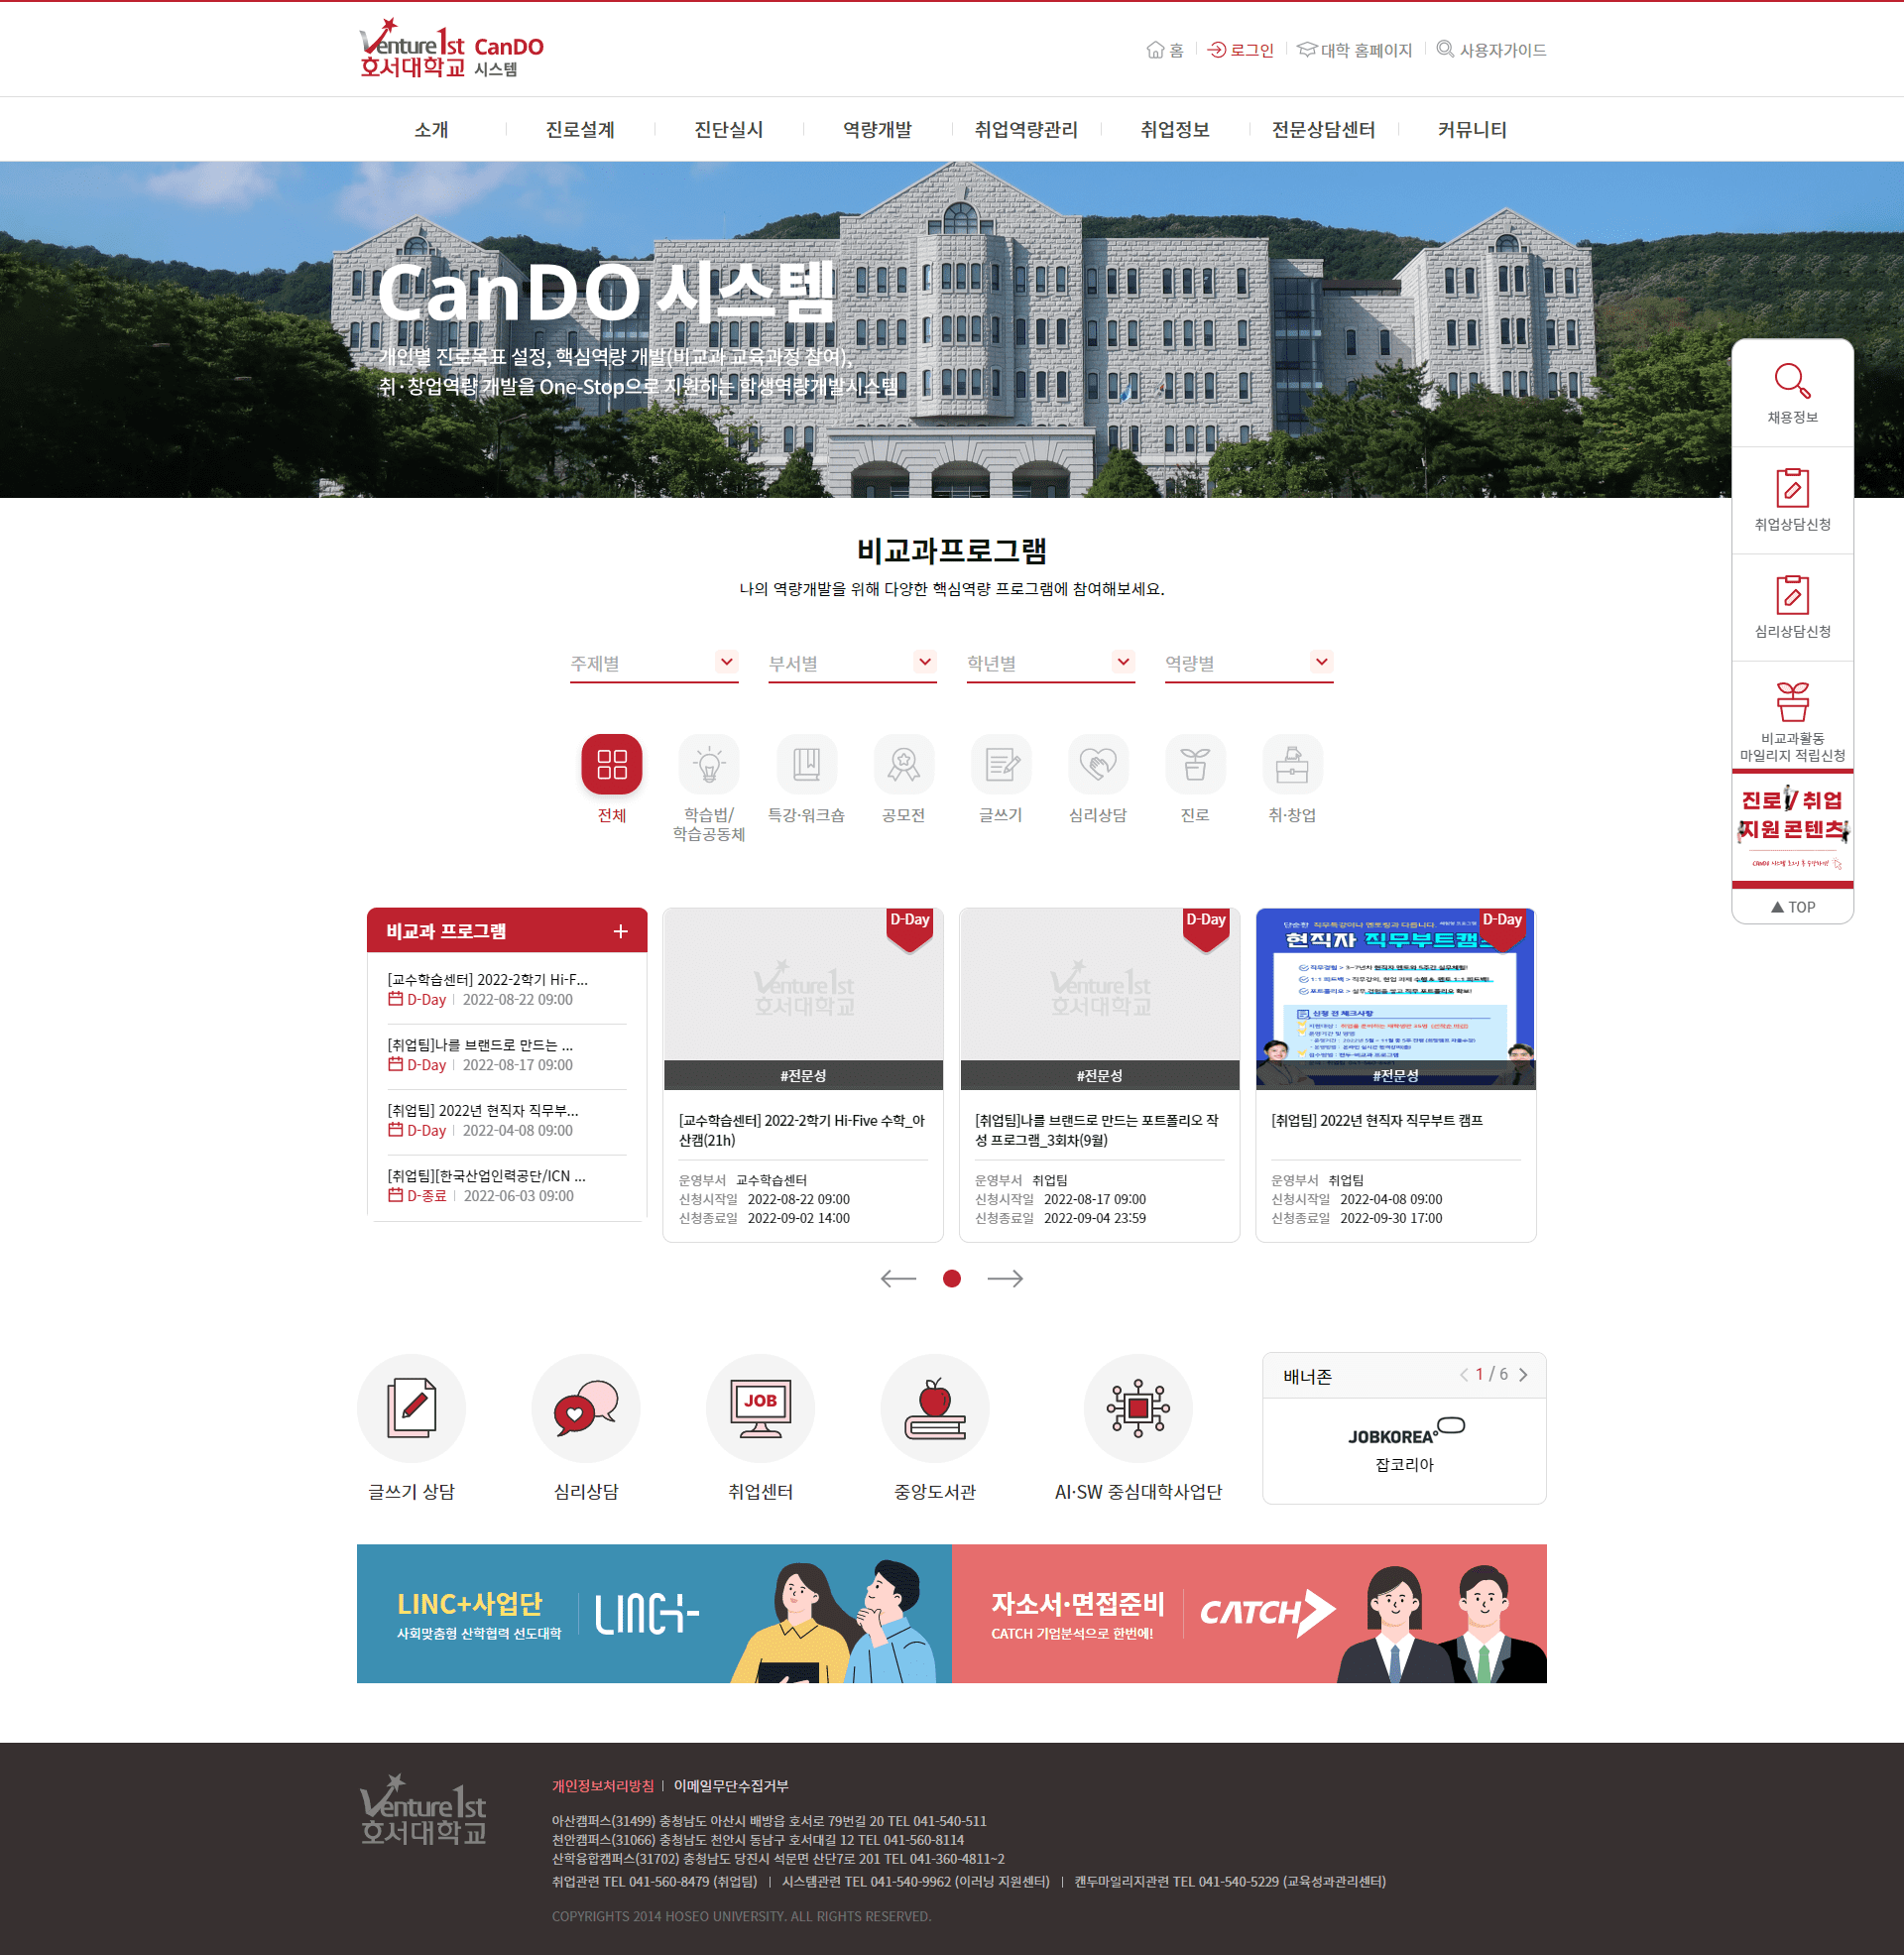 Venture1st
호서대학교
CanDO
시스템
홈
로그인
대학 홈페이지
사용자가이드
소개
진로설계
진단실시
역량개발
취업역량관리
취업정보
전문상담센터
커뮤니티
CanDO 시스템
개인별 진로목표 설정, 핵심역량 개발(비교과 교육과정 참여),
취·창업역량 개발을 One-Stop으로 지원하는 학생역량개발시스템
채용정보
취업상담신청
심리상담신청
비교과활동
마일리지 적립신청
진로 / 취업
지원 콘텐츠
▲ TOP
비교과프로그램
나의 역량개발을 위해 다양한 핵심역량 프로그램에 참여해보세요.
주제별
부서별
학년별
역량별
전체
학습법/
학습공동체
특강·워크숍
공모전
글쓰기
심리상담
진로
취·창업
비교과 프로그램
[교수학습센터] 2022-2학기 Hi-F...
D-Day 2022-08-22 09:00
[취업팀]나를 브랜드로 만드는 ...
D-Day 2022-08-17 09:00
[취업팀] 2022년 현직자 직무부...
D-Day 2022-04-08 09:00
[취업팀][한국산업인력공단/ICN ...
D-종료 2022-06-03 09:00
D-Day
Venture1st
호서대학교
#전문성
[교수학습센터] 2022-2학기 Hi-Five 수학_아
산캠(21h)
운영부서 교수학습센터
신청시작일 2022-08-22 09:00
신청종료일 2022-09-02 14:00
D-Day
Venture1st
호서대학교
#전문성
[취업팀]나를 브랜드로 만드는 포트폴리오 작
성 프로그램_3회차(9월)
운영부서 취업팀
신청시작일 2022-08-17 09:00
신청종료일 2022-09-04 23:59
D-Day
단순한 직무특강이나 멘토링과 다릅니다.
현직자 직무부트캠프
신청 전 체크사항
#전문성
[취업팀] 2022년 현직자 직무부트 캠프
운영부서 취업팀
신청시작일 2022-04-08 09:00
신청종료일 2022-09-30 17:00
글쓰기 상담
심리상담
JOB
취업센터
중앙도서관
AI·SW 중심대학사업단
배너존
1 / 6
JOBKOREA
잡코리아
LINC+사업단
사회맞춤형 산학협력 선도대학
LINC+
자소서·면접준비
CATCH 기업분석으로 한번에!
CATCH
Venture1st
호서대학교
개인정보처리방침
이메일무단수집거부
아산캠퍼스(31499) 충청남도 아산시 배방읍 호서로 79번길 20 TEL 041-540-511
천안캠퍼스(31066) 충청남도 천안시 동남구 호서대길 12 TEL 041-560-8114
산학융합캠퍼스(31702) 충청남도 당진시 석문면 산단7로 201 TEL 041-360-4811~2
취업관련 TEL 041-560-8479 (취업팀) | 시스템관련 TEL 041-540-9962 (이러닝 지원센터) | 캔두마일리지관련 TEL 041-540-5229 (교육성과관리센터)
COPYRIGHTS 2014 HOSEO UNIVERSITY. ALL RIGHTS RESERVED.